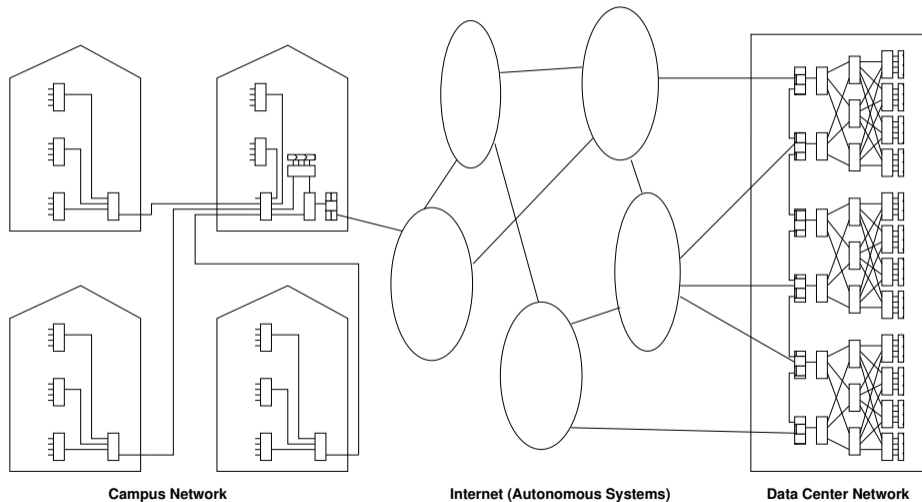 Campus Network
Internet (Autonomous Systems)
Data Center Network